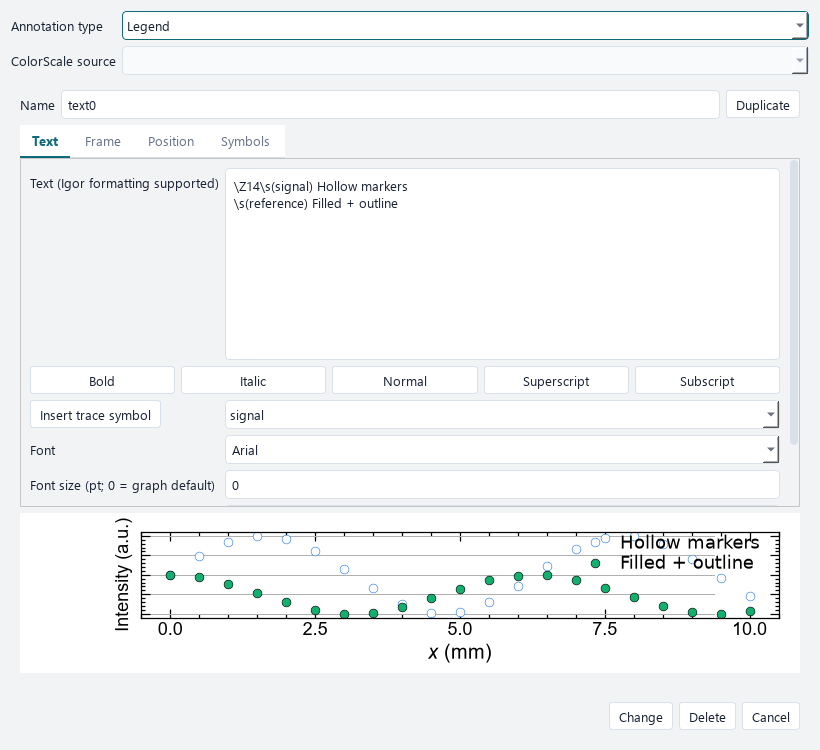 Annotation type
Legend
ColorScale source
Name
text0
Duplicate
Text
Frame
Position
Symbols
Text (Igor formatting supported)
\Z14\s(signal) Hollow markers
\s(reference) Filled + outline
Bold
Italic
Normal
Superscript
Subscript
Insert trace symbol
signal
Font
Arial
Font size (pt; 0 = graph default)
0
Intensity (a.u.)
Hollow markers
Filled + outline
0.0
2.5
5.0
7.5
10.0
x (mm)
Change
Delete
Cancel